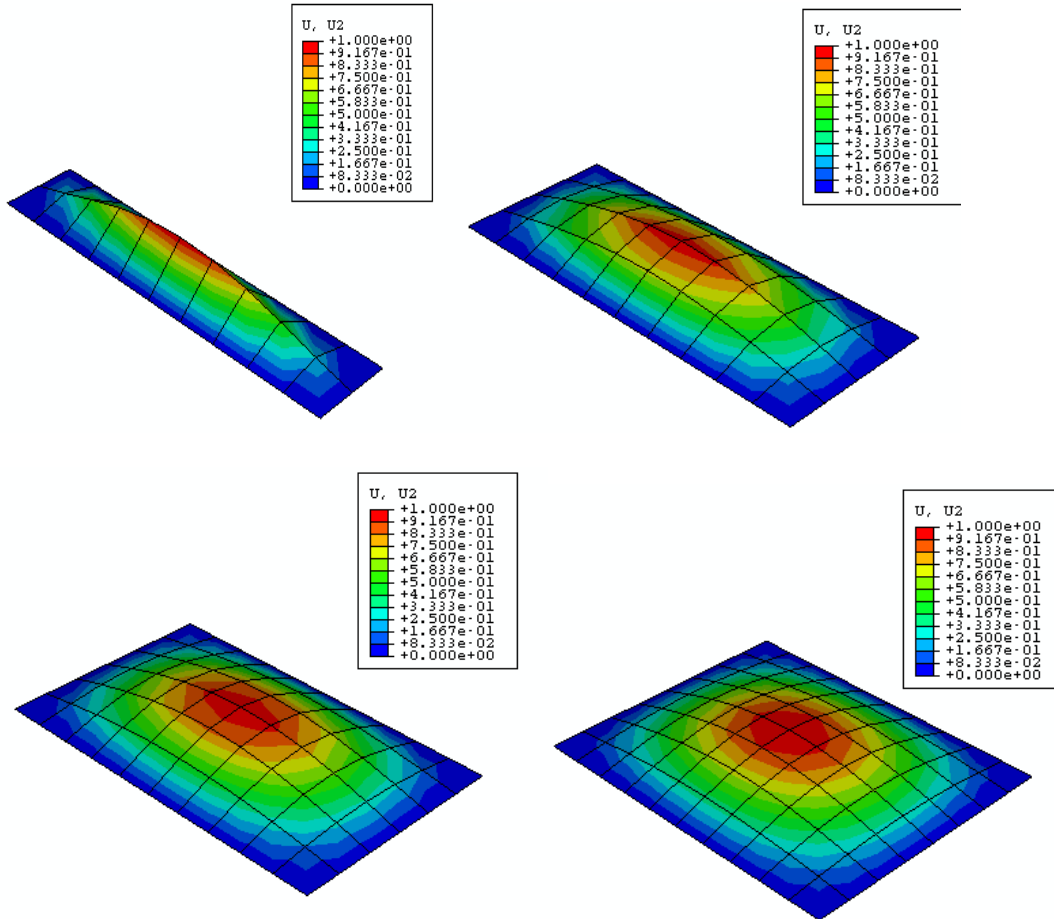 U, U2
+1.000e+00
+9.167e-01
+8.333e-01
+7.500e-01
+6.667e-01
+5.833e-01
+5.000e-01
+4.167e-01
+3.333e-01
+2.500e-01
+1.667e-01
+8.333e-02
+0.000e+00
U, U2
+1.000e+00
+9.167e-01
+8.333e-01
+7.500e-01
+6.667e-01
+5.833e-01
+5.000e-01
+4.167e-01
+3.333e-01
+2.500e-01
+1.667e-01
+8.333e-02
+0.000e+00
U, U2
+1.000e+00
+9.167e-01
+8.333e-01
+7.500e-01
+6.667e-01
+5.833e-01
+5.000e-01
+4.167e-01
+3.333e-01
+2.500e-01
+1.667e-01
+8.333e-02
+0.000e+00
U, U2
+1.000e+00
+9.167e-01
+8.333e-01
+7.500e-01
+6.667e-01
+5.833e-01
+5.000e-01
+4.167e-01
+3.333e-01
+2.500e-01
+1.667e-01
+8.333e-02
+0.000e+00